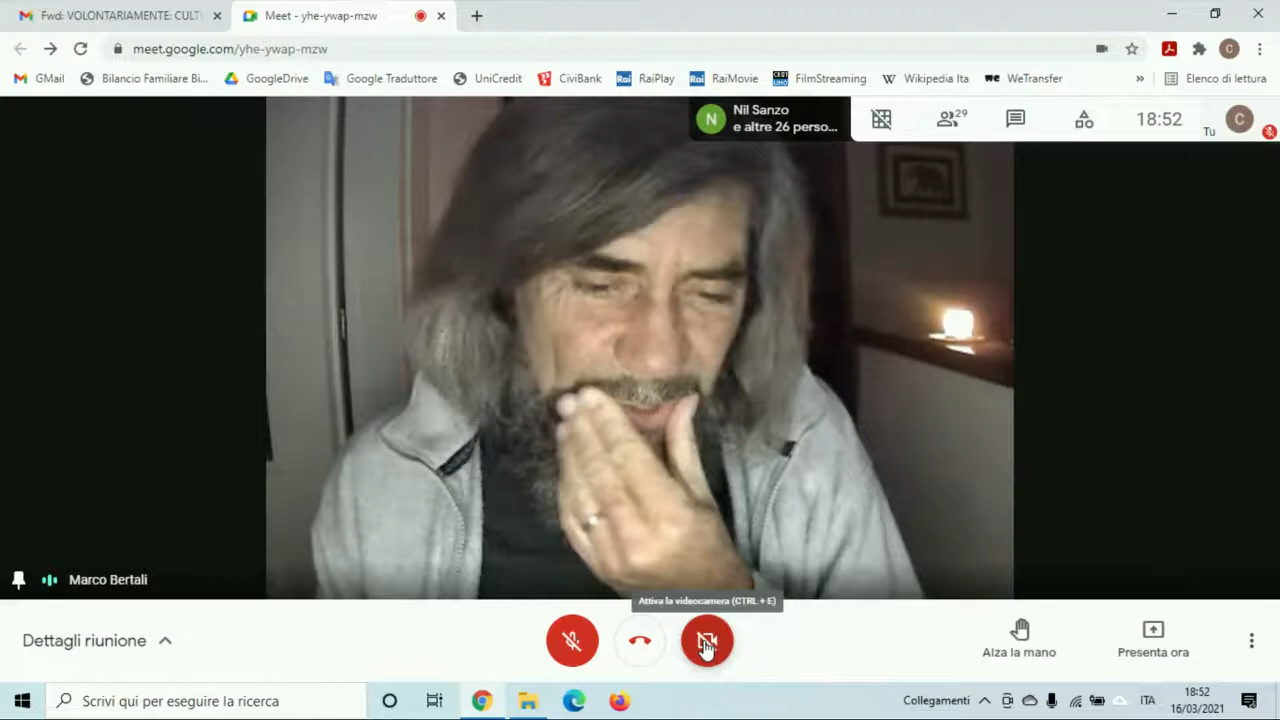 Fwd: VOLONTARIAMENTE: CULT
Meet - yhe-ywap-mzw
meet.google.com/yhe-ywap-mzw
C
GMail
Bilancio Familiare Bi...
GoogleDrive
Google Traduttore
UniCredit
CiviBank
Rai
RaiPlay
Rai
RaiMovie
FilmStreaming
W
Wikipedia Ita
we
WeTransfer
»
Elenco di lettura
N
Nil Sanzo
e altre 26 perso...
29
18:52
Tu
C
Marco Bertali
Attiva la videocamera (CTRL + E)
Dettagli riunione
Alza la mano
Presenta ora
Scrivi qui per eseguire la ricerca
Collegamenti
ITA
18:52
16/03/2021